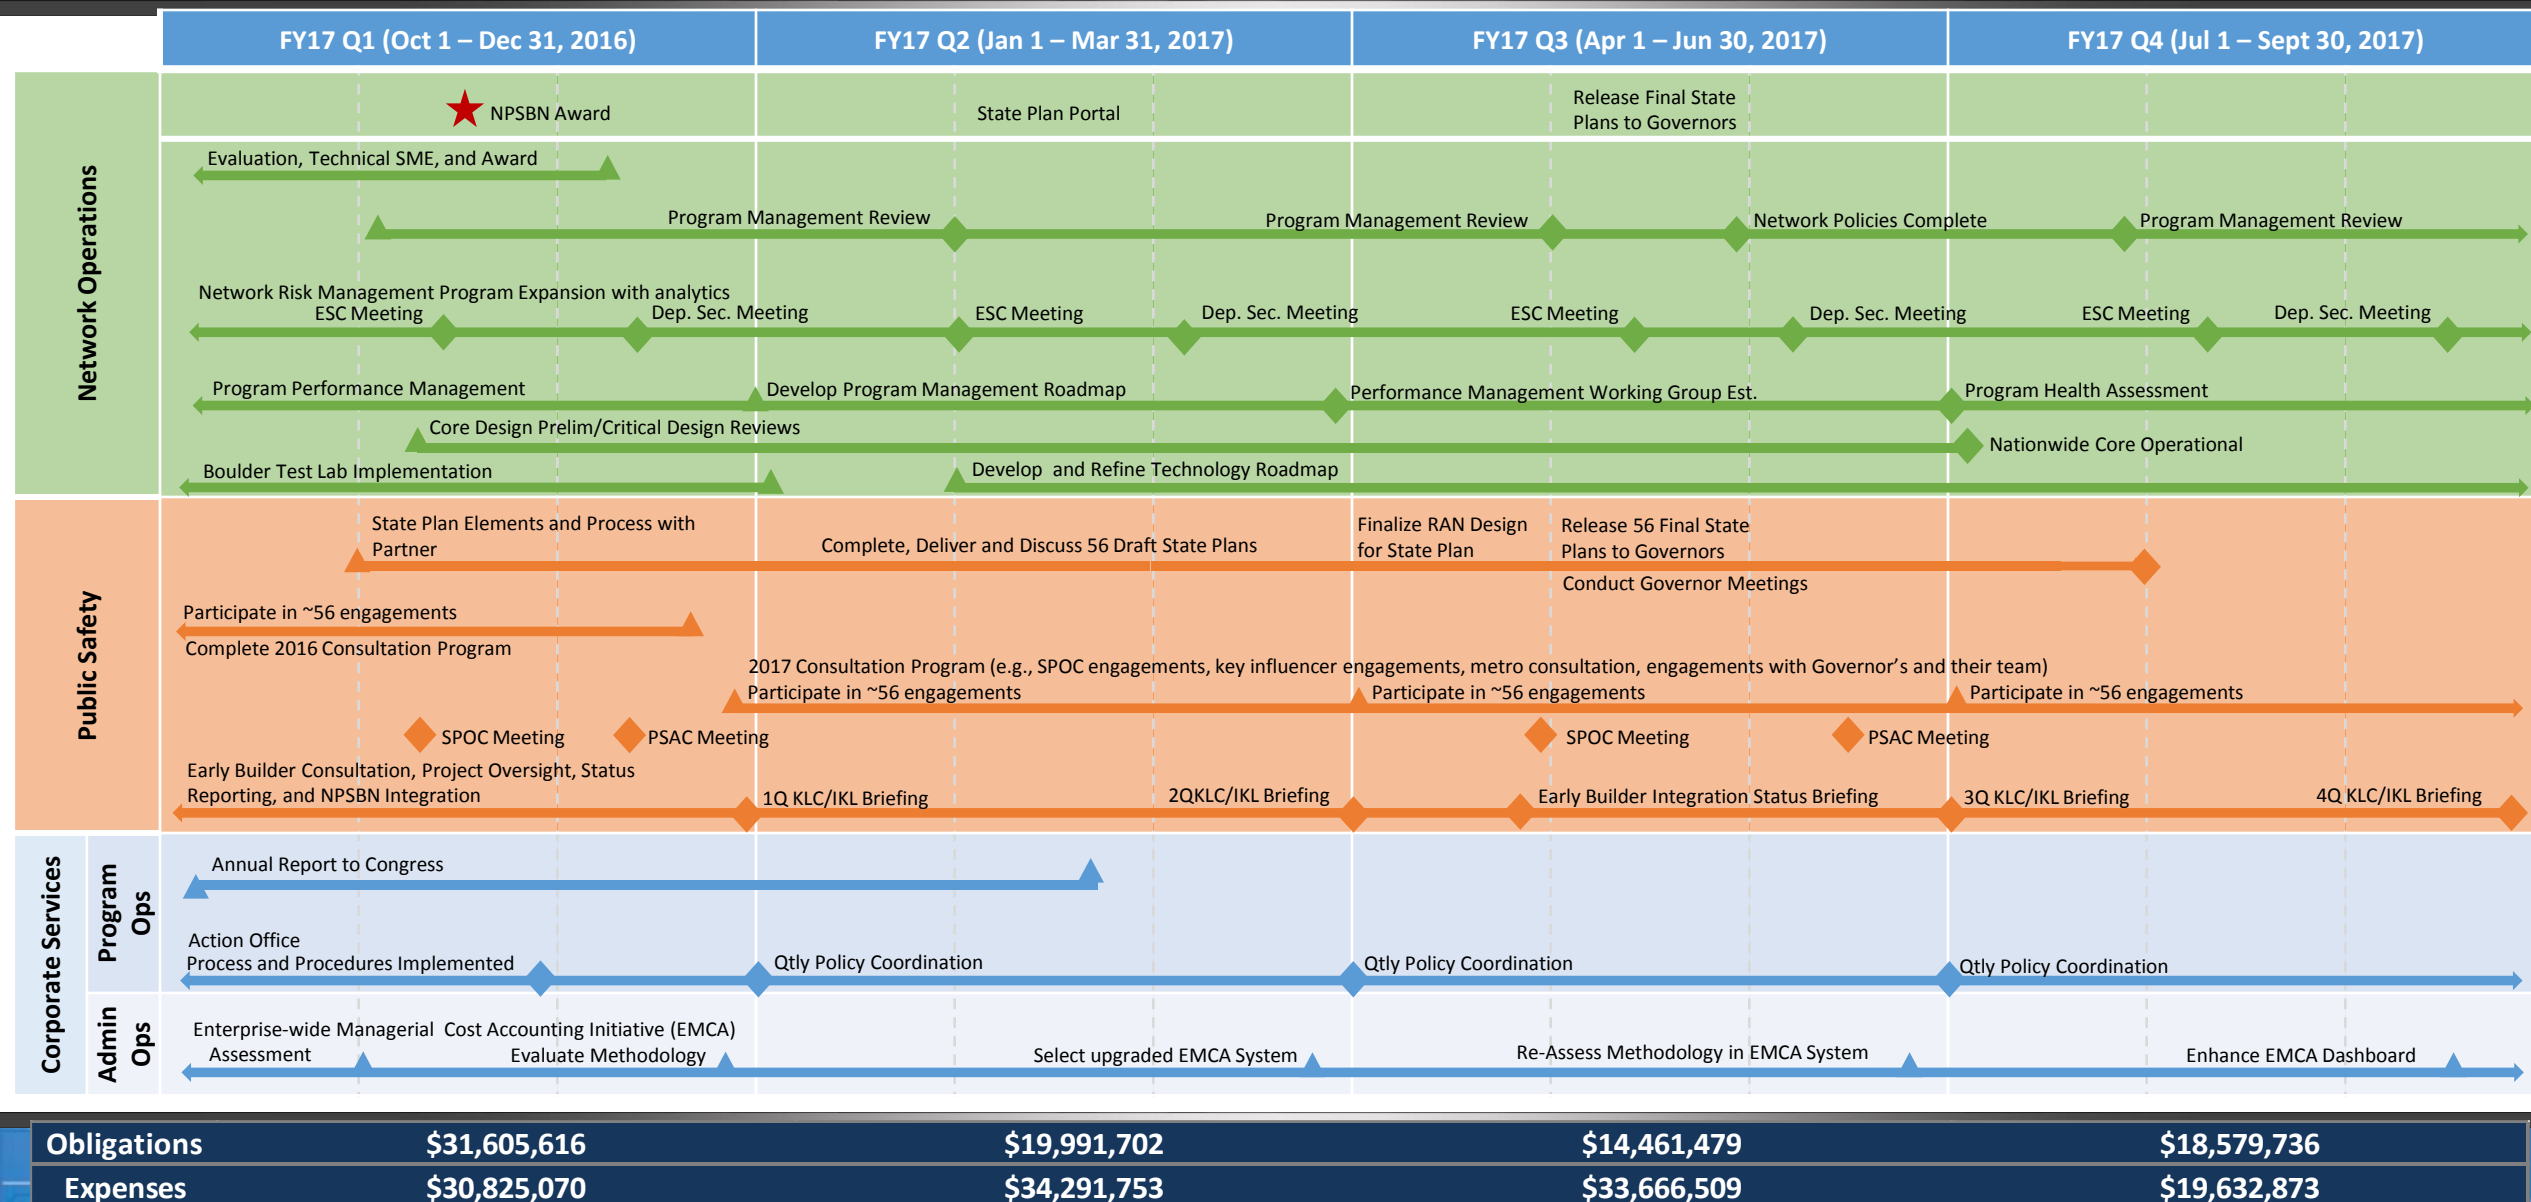 FY17 Q1 (Oct 1 – Dec 31, 2016)
FY17 Q2 (Jan 1 – Mar 31, 2017)
FY17 Q3 (Apr 1 – Jun 30, 2017)
FY17 Q4 (Jul 1 – Sept 30, 2017)
Network Operations
NPSBN Award
State Plan Portal
Release Final State
Plans to Governors
Evaluation, Technical SME, and Award
Program Management Review
Program Management Review
Network Policies Complete
Program Management Review
Network Risk Management Program Expansion with analytics
ESC Meeting
Dep. Sec. Meeting
ESC Meeting
Dep. Sec. Meeting
ESC Meeting
Dep. Sec. Meeting
ESC Meeting
Dep. Sec. Meeting
Program Performance Management
Develop Program Management Roadmap
Performance Management Working Group Est.
Program Health Assessment
Core Design Prelim/Critical Design Reviews
Nationwide Core Operational
Boulder Test Lab Implementation
Develop and Refine Technology Roadmap
Public Safety
State Plan Elements and Process with
Partner
Complete, Deliver and Discuss 56 Draft State Plans
Finalize RAN Design
for State Plan
Release 56 Final State
Plans to Governors
Conduct Governor Meetings
Participate in ~56 engagements
Complete 2016 Consultation Program
2017 Consultation Program (e.g., SPOC engagements, key influencer engagements, metro consultation, engagements with Governor's and their team)
Participate in ~56 engagements
Participate in ~56 engagements
Participate in ~56 engagements
SPOC Meeting
PSAC Meeting
SPOC Meeting
PSAC Meeting
Early Builder Consultation, Project Oversight, Status
Reporting, and NPSBN Integration
1Q KLC/IKL Briefing
2QKLC/IKL Briefing
Early Builder Integration Status Briefing
3Q KLC/IKL Briefing
4Q KLC/IKL Briefing
Corporate Services
Program
Ops
Annual Report to Congress
Action Office
Process and Procedures Implemented
Qtly Policy Coordination
Qtly Policy Coordination
Qtly Policy Coordination
Admin
Ops
Enterprise-wide Managerial Cost Accounting Initiative (EMCA)
Assessment
Evaluate Methodology
Select upgraded EMCA System
Re-Assess Methodology in EMCA System
Enhance EMCA Dashboard
Obligations $31,605,616 $19,991,702 $14,461,479 $18,579,736
Expenses $30,825,070 $34,291,753 $33,666,509 $19,632,873